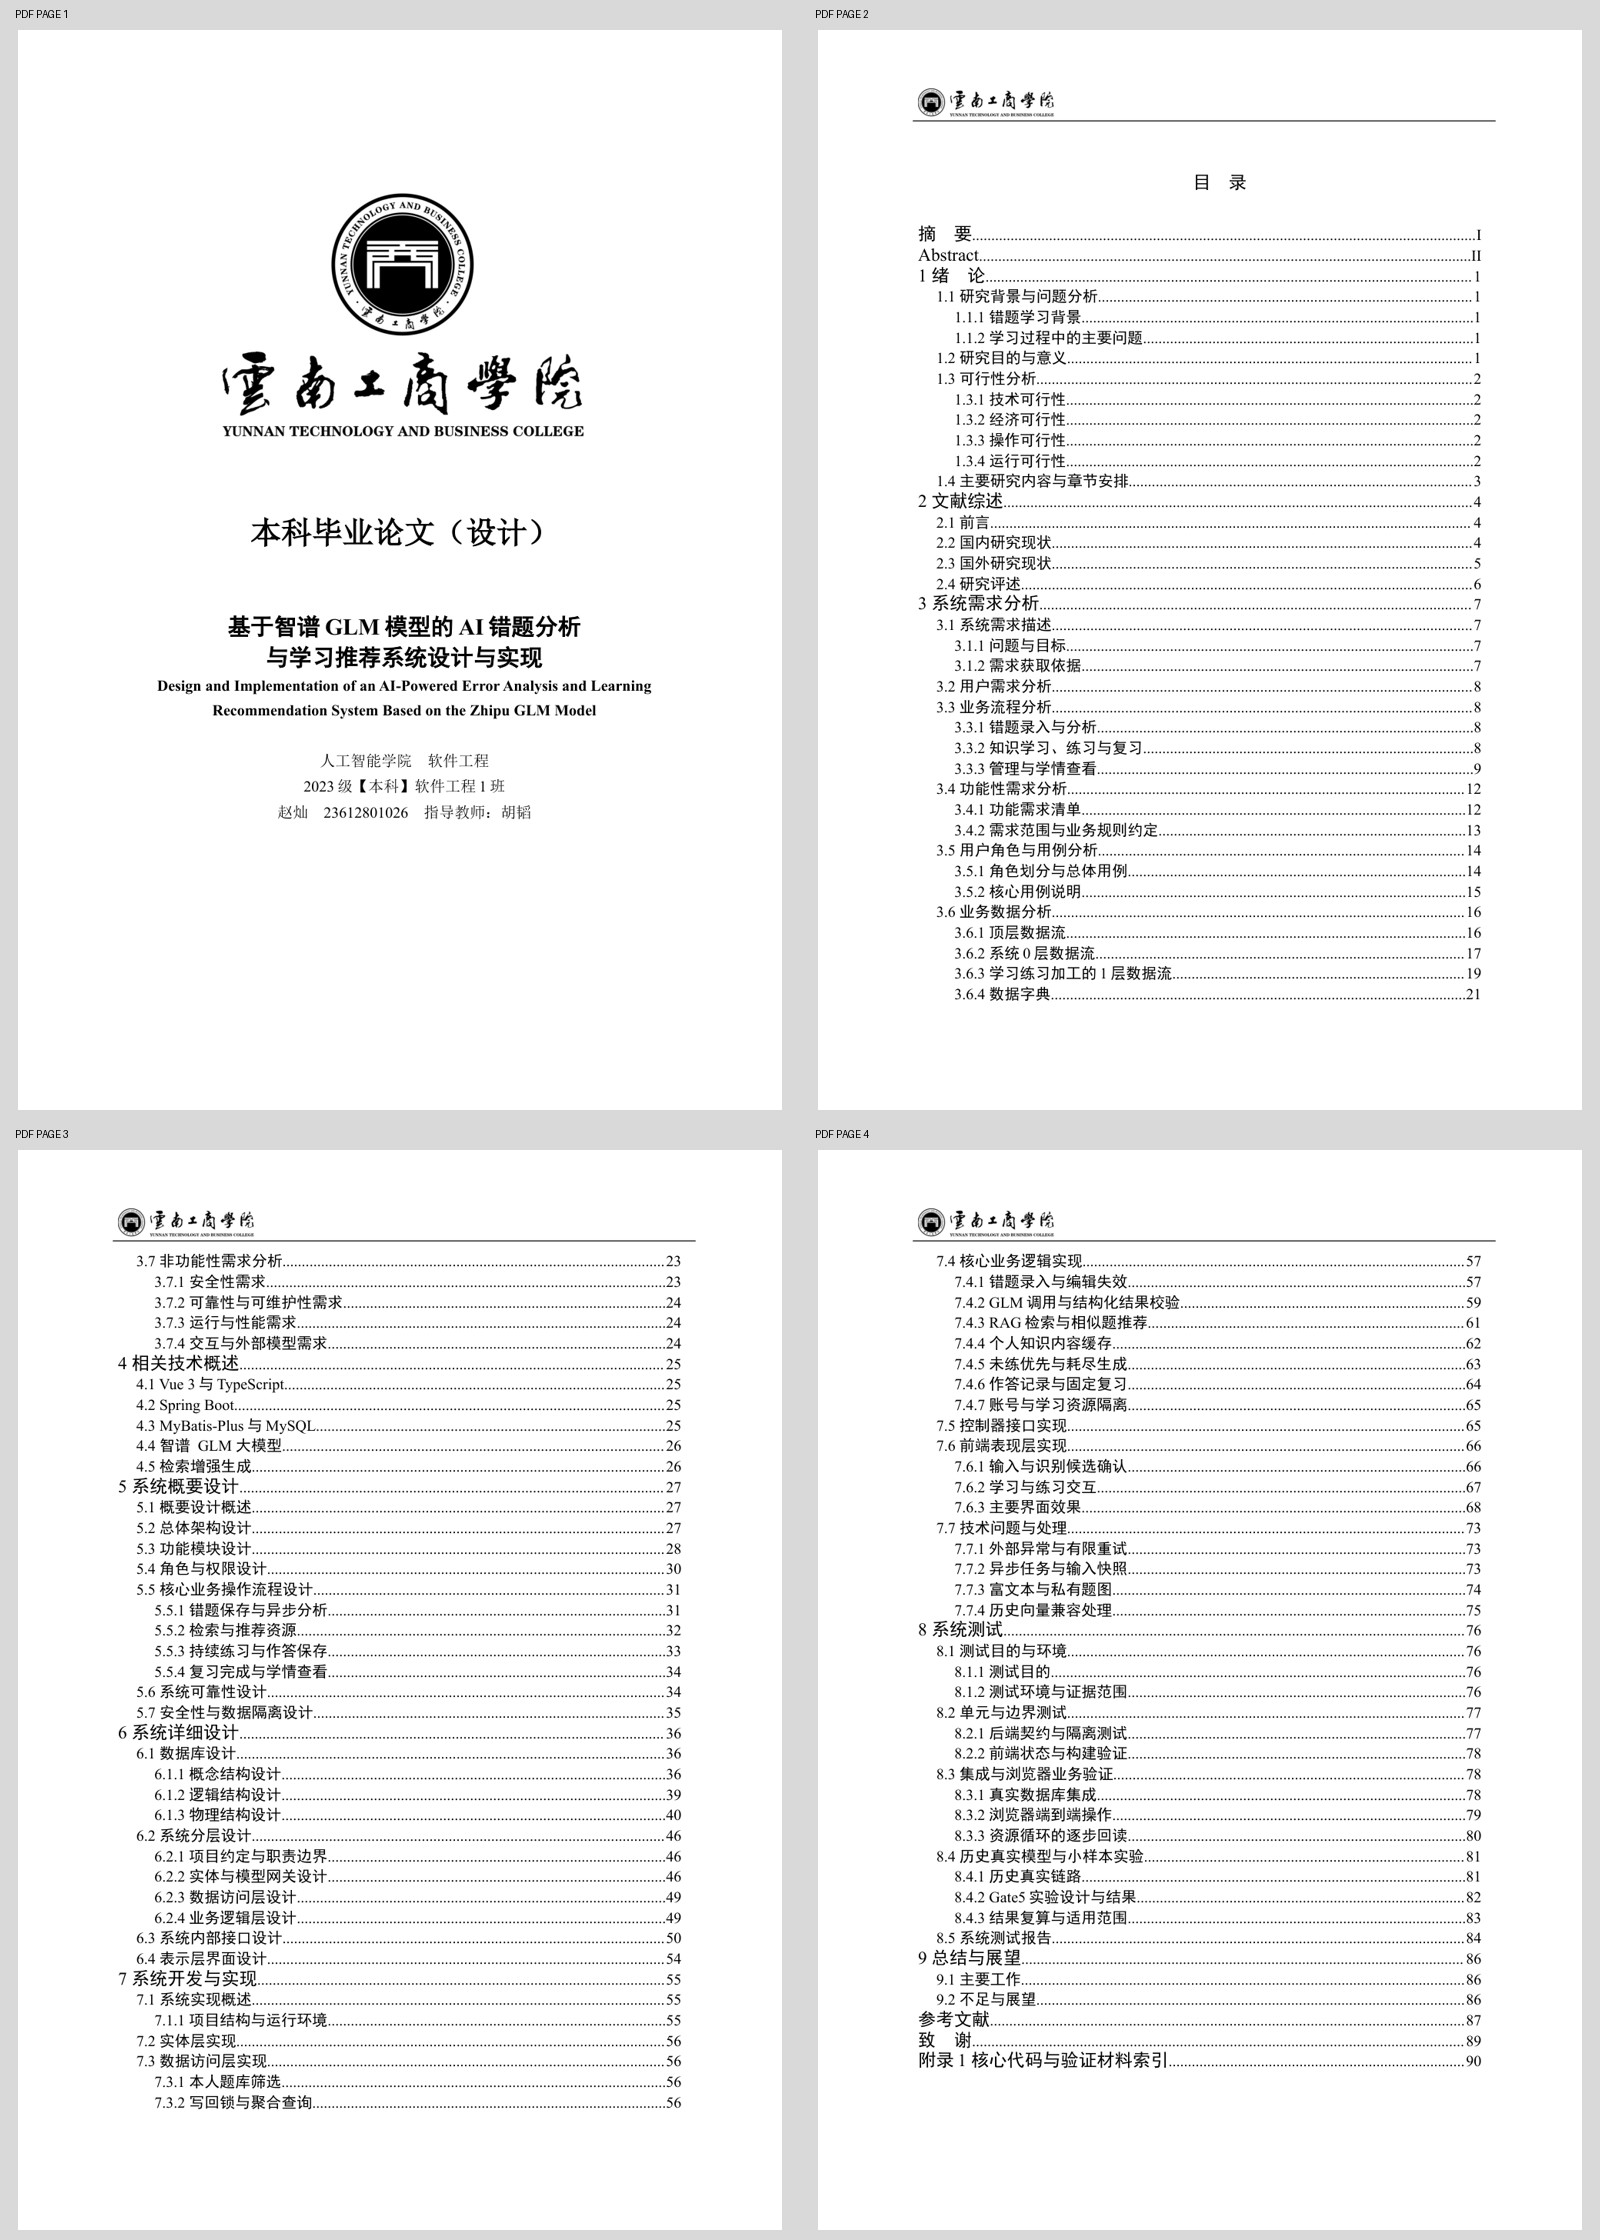 PDF PAGE 1
YUNNAN TECHNOLOGY AND BUSINESS COLLEGE
雲南工商學院
雲南工商學院
YUNNAN TECHNOLOGY AND BUSINESS COLLEGE
本科毕业论文（设计）
基于智谱 GLM 模型的 AI 错题分析
与学习推荐系统设计与实现
Design and Implementation of an AI-Powered Error Analysis and Learning
Recommendation System Based on the Zhipu GLM Model
人工智能学院 软件工程
2023 级【本科】软件工程 1 班
赵灿 23612801026 指导教师：胡韬
PDF PAGE 2
雲南工商學院
YUNNAN TECHNOLOGY AND BUSINESS COLLEGE
目 录
摘 要 I
Abstract II
1 绪 论 1
1.1 研究背景与问题分析 1
1.1.1 错题学习背景 1
1.1.2 学习过程中的主要问题 1
1.2 研究目的与意义 1
1.3 可行性分析 2
1.3.1 技术可行性 2
1.3.2 经济可行性 2
1.3.3 操作可行性 2
1.3.4 运行可行性 2
1.4 主要研究内容与章节安排 3
2 文献综述 4
2.1 前言 4
2.2 国内研究现状 4
2.3 国外研究现状 5
2.4 研究评述 6
3 系统需求分析 7
3.1 系统需求描述 7
3.1.1 问题与目标 7
3.1.2 需求获取依据 7
3.2 用户需求分析 8
3.3 业务流程分析 8
3.3.1 错题录入与分析 8
3.3.2 知识学习、练习与复习 8
3.3.3 管理与学情查看 9
3.4 功能性需求分析 12
3.4.1 功能需求清单 12
3.4.2 需求范围与业务规则约定 13
3.5 用户角色与用例分析 14
3.5.1 角色划分与总体用例 14
3.5.2 核心用例说明 15
3.6 业务数据分析 16
3.6.1 顶层数据流 16
3.6.2 系统 0 层数据流 17
3.6.3 学习练习加工的 1 层数据流 19
3.6.4 数据字典 21
PDF PAGE 3
雲南工商學院
YUNNAN TECHNOLOGY AND BUSINESS COLLEGE
3.7 非功能性需求分析 23
3.7.1 安全性需求 23
3.7.2 可靠性与可维护性需求 24
3.7.3 运行与性能需求 24
3.7.4 交互与外部模型需求 24
4 相关技术概述 25
4.1 Vue 3 与 TypeScript 25
4.2 Spring Boot 25
4.3 MyBatis-Plus 与 MySQL 25
4.4 智谱 GLM 大模型 26
4.5 检索增强生成 26
5 系统概要设计 27
5.1 概要设计概述 27
5.2 总体架构设计 27
5.3 功能模块设计 28
5.4 角色与权限设计 30
5.5 核心业务操作流程设计 31
5.5.1 错题保存与异步分析 31
5.5.2 检索与推荐资源 32
5.5.3 持续练习与作答保存 33
5.5.4 复习完成与学情查看 34
5.6 系统可靠性设计 34
5.7 安全性与数据隔离设计 35
6 系统详细设计 36
6.1 数据库设计 36
6.1.1 概念结构设计 36
6.1.2 逻辑结构设计 39
6.1.3 物理结构设计 40
6.2 系统分层设计 46
6.2.1 项目约定与职责边界 46
6.2.2 实体与模型网关设计 46
6.2.3 数据访问层设计 49
6.2.4 业务逻辑层设计 49
6.3 系统内部接口设计 50
6.4 表示层界面设计 54
7 系统开发与实现 55
7.1 系统实现概述 55
7.1.1 项目结构与运行环境 55
7.2 实体层实现 56
7.3 数据访问层实现 56
7.3.1 本人题库筛选 56
7.3.2 写回锁与聚合查询 56
PDF PAGE 4
雲南工商學院
YUNNAN TECHNOLOGY AND BUSINESS COLLEGE
7.4 核心业务逻辑实现 57
7.4.1 错题录入与编辑失效 57
7.4.2 GLM 调用与结构化结果校验 59
7.4.3 RAG 检索与相似题推荐 61
7.4.4 个人知识内容缓存 62
7.4.5 未练优先与耗尽生成 63
7.4.6 作答记录与固定复习 64
7.4.7 账号与学习资源隔离 65
7.5 控制器接口实现 65
7.6 前端表现层实现 66
7.6.1 输入与识别候选确认 66
7.6.2 学习与练习交互 67
7.6.3 主要界面效果 68
7.7 技术问题与处理 73
7.7.1 外部异常与有限重试 73
7.7.2 异步任务与输入快照 73
7.7.3 富文本与私有题图 74
7.7.4 历史向量兼容处理 75
8 系统测试 76
8.1 测试目的与环境 76
8.1.1 测试目的 76
8.1.2 测试环境与证据范围 76
8.2 单元与边界测试 77
8.2.1 后端契约与隔离测试 77
8.2.2 前端状态与构建验证 78
8.3 集成与浏览器业务验证 78
8.3.1 真实数据库集成 78
8.3.2 浏览器端到端操作 79
8.3.3 资源循环的逐步回读 80
8.4 历史真实模型与小样本实验 81
8.4.1 历史真实链路 81
8.4.2 Gate5 实验设计与结果 82
8.4.3 结果复算与适用范围 83
8.5 系统测试报告 84
9 总结与展望 86
9.1 主要工作 86
9.2 不足与展望 86
参考文献 87
致 谢 89
附录 1 核心代码与验证材料索引 90